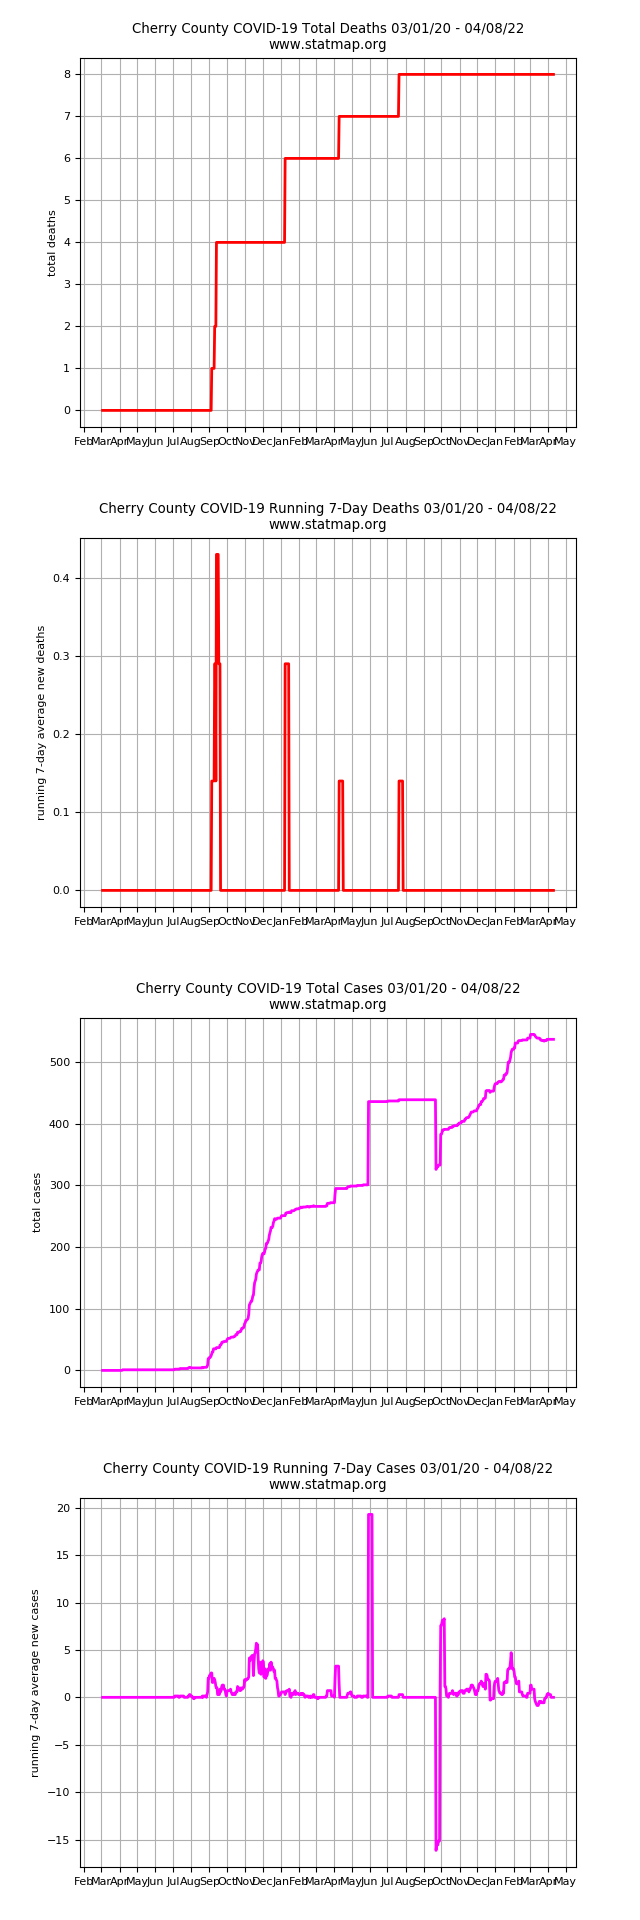 Cherry County COVID-19 Total Deaths 03/01/20 - 04/08/22
www.statmap.org
8
7
6
5
4
3
2
1
0
total deaths
Feb Mar Apr May Jun Jul Aug Sep Oct Nov Dec Jan Feb Mar Apr May Jun Jul Aug Sep Oct Nov Dec Jan Feb Mar Apr May
Cherry County COVID-19 Running 7-Day Deaths 03/01/20 - 04/08/22
www.statmap.org
0.4
0.3
0.2
0.1
0.0
running 7-day average new deaths
Feb Mar Apr May Jun Jul Aug Sep Oct Nov Dec Jan Feb Mar Apr May Jun Jul Aug Sep Oct Nov Dec Jan Feb Mar Apr May
Cherry County COVID-19 Total Cases 03/01/20 - 04/08/22
www.statmap.org
500
400
300
200
100
0
total cases
Feb Mar Apr May Jun Jul Aug Sep Oct Nov Dec Jan Feb Mar Apr May Jun Jul Aug Sep Oct Nov Dec Jan Feb Mar Apr May
Cherry County COVID-19 Running 7-Day Cases 03/01/20 - 04/08/22
www.statmap.org
20
15
10
5
0
−5
−10
−15
running 7-day average new cases
Feb Mar Apr May Jun Jul Aug Sep Oct Nov Dec Jan Feb Mar Apr May Jun Jul Aug Sep Oct Nov Dec Jan Feb Mar Apr May